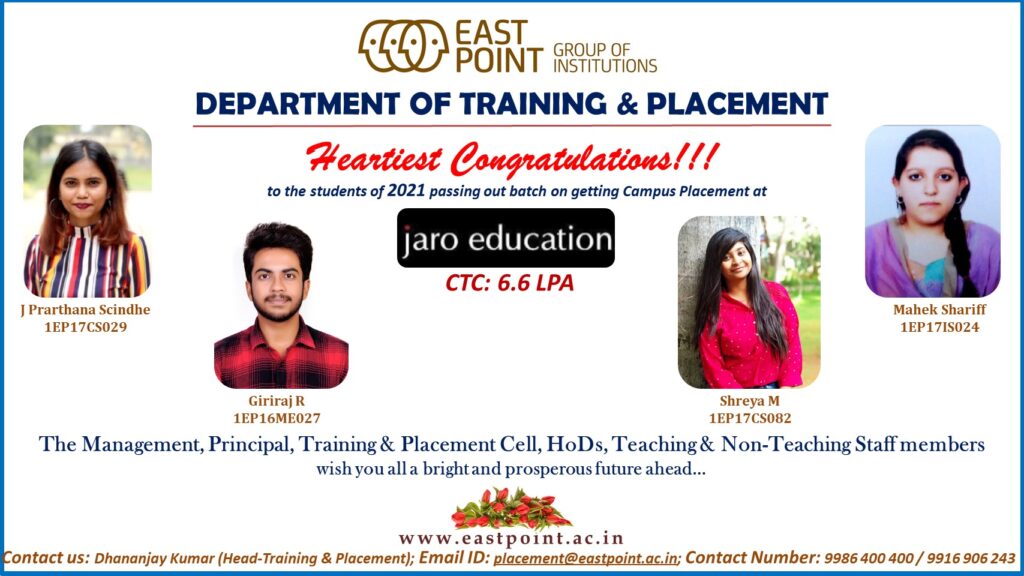 EAST
POINT GROUP OF
INSTITUTIONS
DEPARTMENT OF TRAINING & PLACEMENT
Heartiest Congratulations!!!
to the students of 2021 passing out batch on getting Campus Placement at
jaro education
CTC: 6.6 LPA
J Prarthana Scindhe
1EP17CS029
Mahek Shariff
1EP17IS024
Giriraj R
1EP16ME027
Shreya M
1EP17CS082
The Management, Principal, Training & Placement Cell, HoDs, Teaching & Non-Teaching Staff members
wish you all a bright and prosperous future ahead...
www.eastpoint.ac.in
Contact us: Dhananjay Kumar (Head-Training & Placement); Email ID: placement@eastpoint.ac.in; Contact Number: 9986 400 400 / 9916 906 243